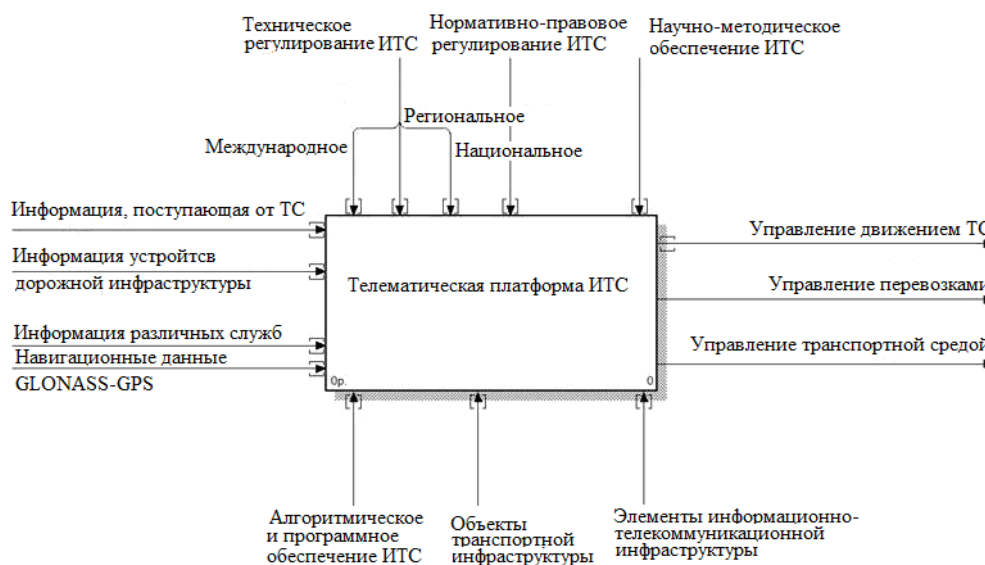 Техническое
регулирование ИТС
Нормативно-правовое
регулирование ИТС
Научно-методическое
обеспечение ИТС
Региональное
Международное
Национальное
Информация, поступающая от ТС
Информация устройтсв
дорожной инфраструктуры
Информация различных служб
Навигационные данные
GLONASS-GPS
Телематическая платформа ИТС
0р.
0
Управление движением ТС
Управление перевозками
Управление транспортной средой
Алгоритмическое
и программное
обеспечение ИТС
Объекты
транспортной
инфраструктуры
Элементы информационно-
телекоммуникационной
инфраструктуры